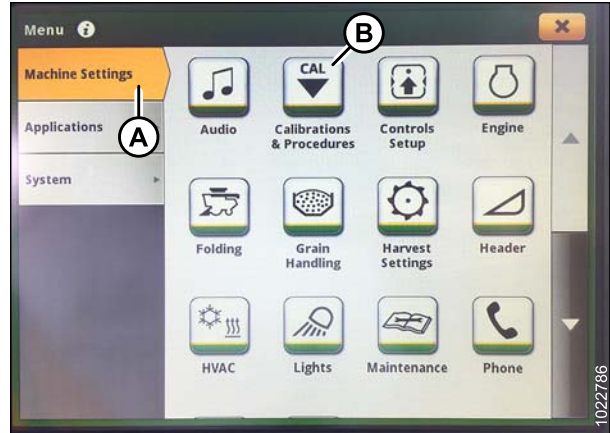 Menu i
B
Machine Settings
A
Applications
System
CAL
Audio
Calibrations
& Procedures
Controls
Setup
Engine
Folding
Grain
Handling
Harvest
Settings
Header
HVAC
Lights
Maintenance
Phone
1022786